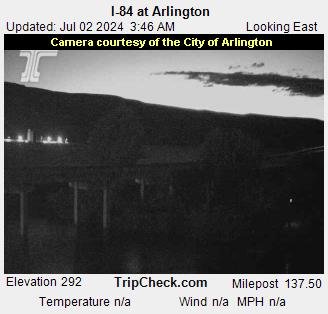 I-84 at Arlington
Updated: Jul 02 2024 3:46 AM Looking East
Camera courtesy of the City of Arlington
Elevation 292 TripCheck.com Milepost 137.50
Temperature n/a Wind n/a MPH n/a